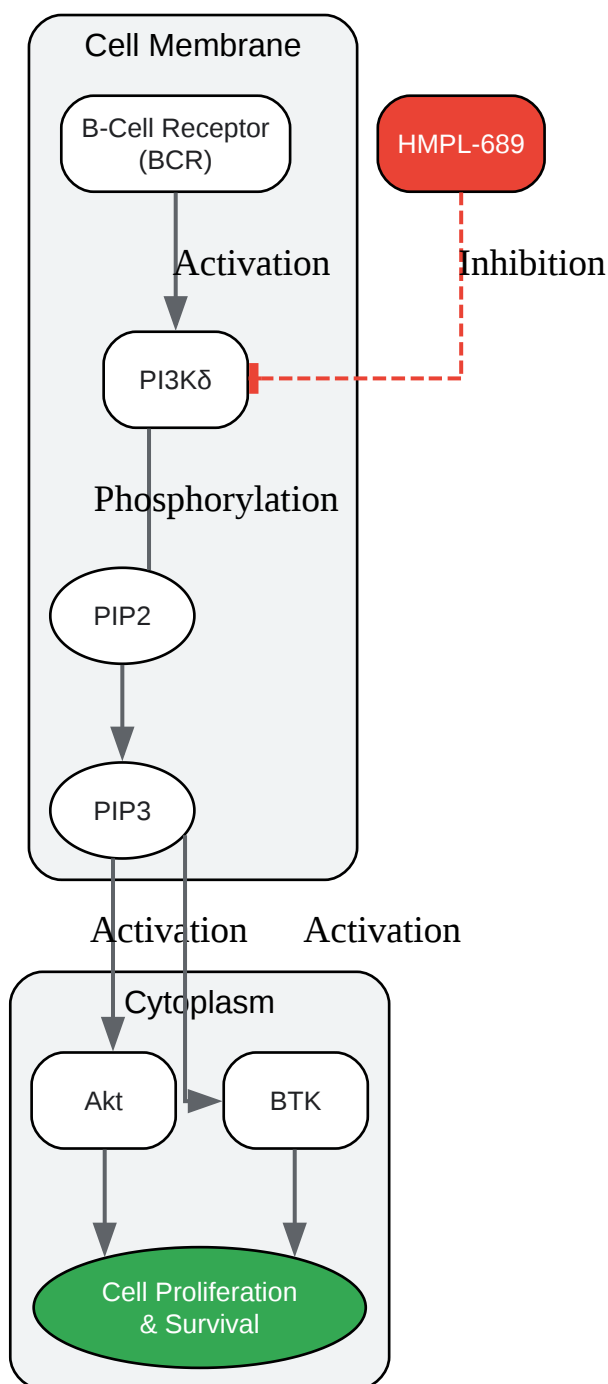 Cell Membrane
B-Cell Receptor
(BCR)
HMPL-689
Activation
Inhibition
PI3Kδ
Phosphorylation
PIP2
PIP3
Activation
Activation
Cytoplasm
Akt
BTK
Cell Proliferation
& Survival